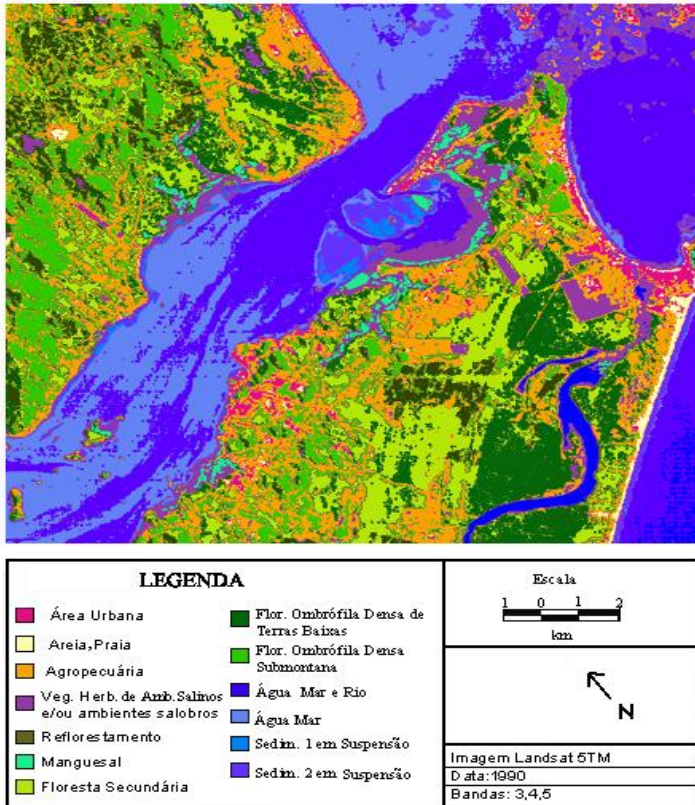 LEGENDA
Área Urbana
Areia,Praia
Agropecuária
Veg. Herb. de Amb.Salinos
e/ou ambientes salobros
Reflorestamento
Manguesal
Floresta Secundária
Flor. Ombrófila Densa de
Terras Baixas
Flor. Ombrófila Densa
Submontana
Água Mar e Rio
Água Mar
Sedim. 1 em Suspensão
Sedim. 2 em Suspensão
Escala
1 0 1 2
km
N
Imagem Landsat 5TM
Data:1990
Bandas: 3,4,5